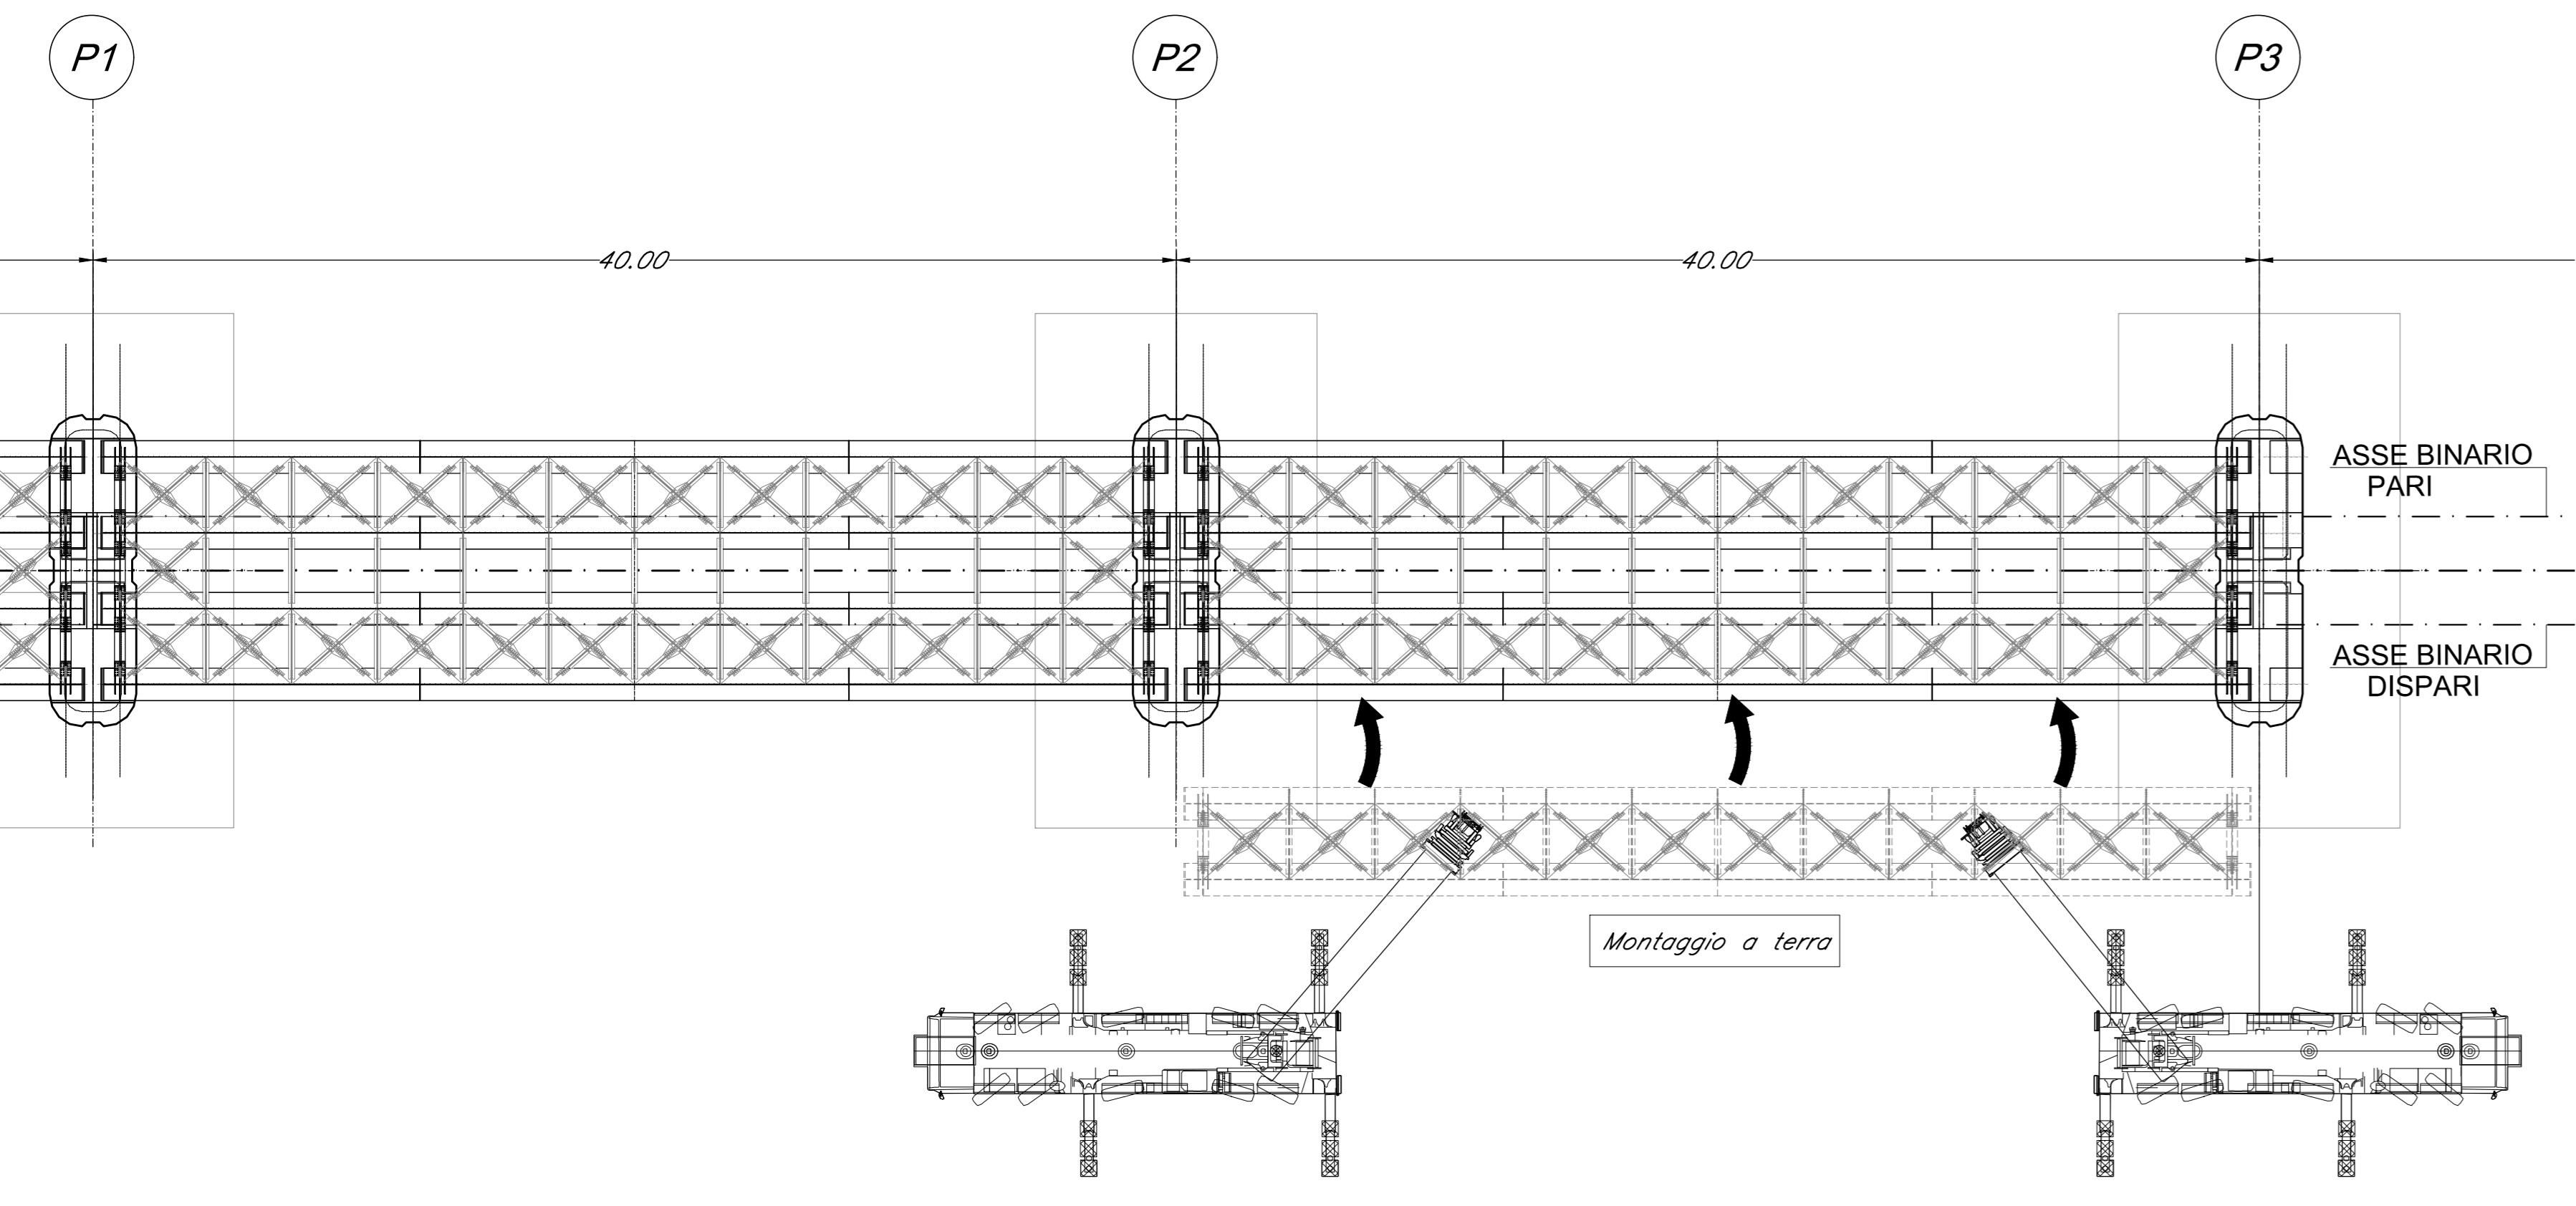 P1
P2
P3
40.00
40.00
ASSE BINARIO
PARI
ASSE BINARIO
DISPARI
Montaggio a terra